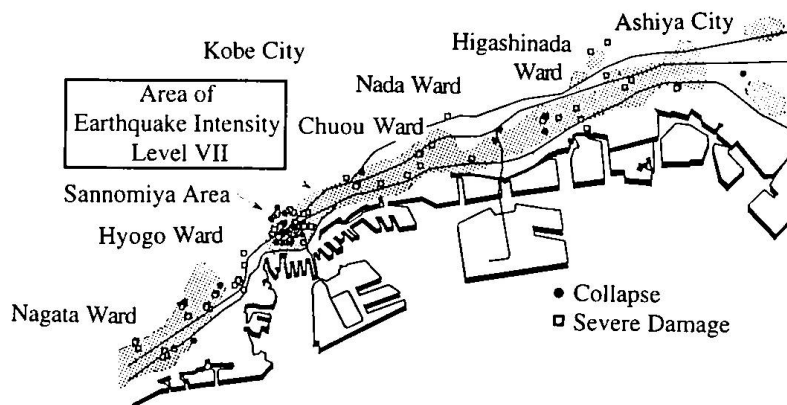 Ashiya City
Higashinada
Ward
Kobe City
Nada Ward
Area of
Earthquake Intensity
Level VII
Chuou Ward
Sannomiya Area
Hyogo Ward
Nagata Ward
Collapse
Severe Damage